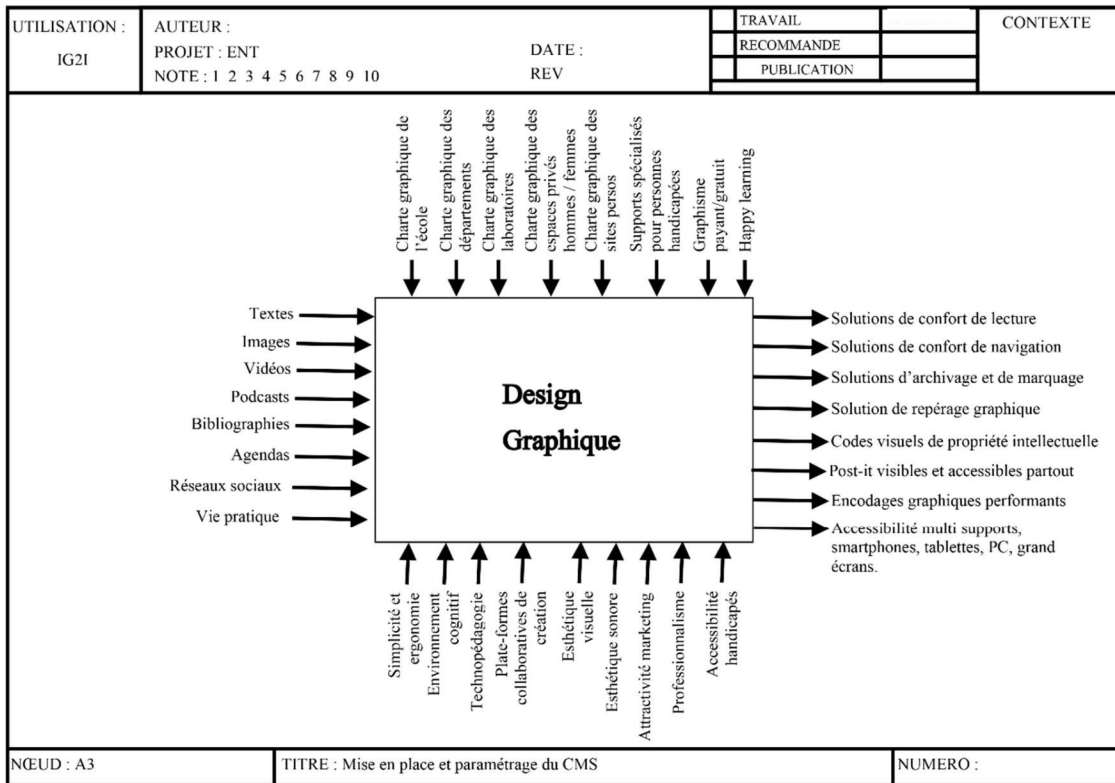 UTILISATION :
IG2I
AUTEUR :
PROJET : ENT
NOTE : 1 2 3 4 5 6 7 8 9 10
DATE :
REV
TRAVAIL
RECOMMANDE
PUBLICATION
CONTEXTE
Charte graphique de
l'école
Charte graphique des
départements
Charte graphique des
laboratoires
Charte graphique des
espaces privés
hommes / femmes
Charte graphique des
sites persos
Supports spécialisés
pour personnes
handicapées
Graphisme
payant/gratuit
Happy learning
Textes
Images
Vidéos
Podcasts
Bibliographies
Agendas
Réseaux sociaux
Vie pratique
Design
Graphique
Solutions de confort de lecture
Solutions de confort de navigation
Solutions d'archivage et de marquage
Solution de repérage graphique
Codes visuels de propriété intellectuelle
Post-it visibles et accessibles partout
Encodages graphiques performants
Accessibilité multi supports,
smartphones, tablettes, PC, grand
écrans.
Simplicité et
ergonomie
Environnement
cognitif
Technopédagogie
Plate-formes
collaboratives de
création
Esthétique
visuelle
Esthétique sonore
Attractivité marketing
Professionnalisme
Accessibilité
handicapés
NŒUD : A3
TITRE : Mise en place et paramétrage du CMS
NUMERO :